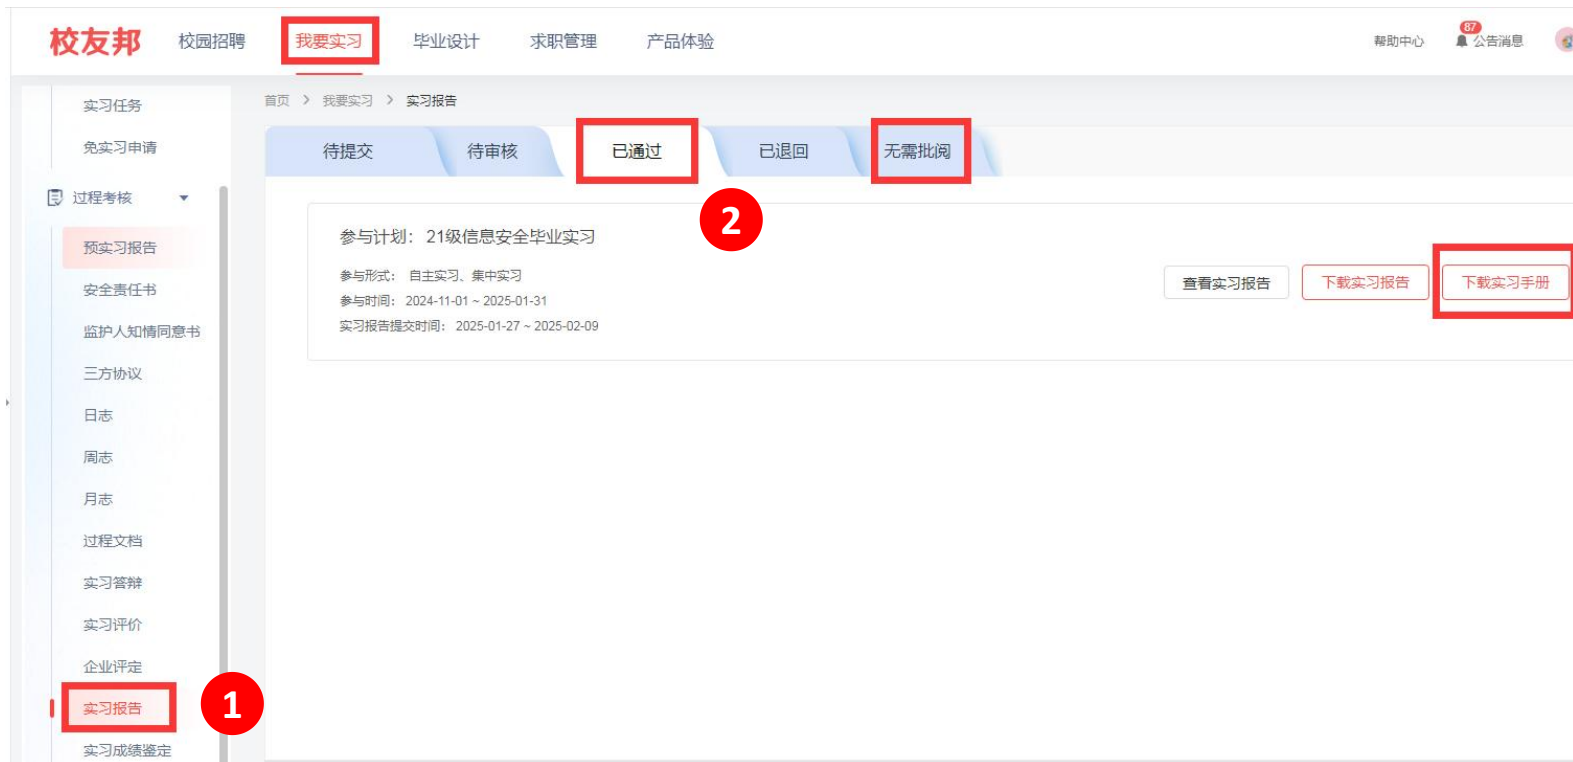 校友邦 校园招聘 我要实习 毕业设计 求职管理 产品体验 帮助中心 87 公告消息
实习任务
免实习申请
过程考核
预实习报告
安全责任书
监护人知情同意书
三方协议
日志
周志
月志
过程文档
实习答辩
实习评价
企业评定
实习报告 1
实习成绩鉴定
首页 > 我要实习 > 实习报告
待提交 待审核 已通过 已退回 无需批阅
2
参与计划： 21级信息安全毕业实习
参与形式： 自主实习、集中实习
参与时间： 2024-11-01 ~ 2025-01-31
实习报告提交时间： 2025-01-27 ~ 2025-02-09
查看实习报告 下载实习报告 下载实习手册